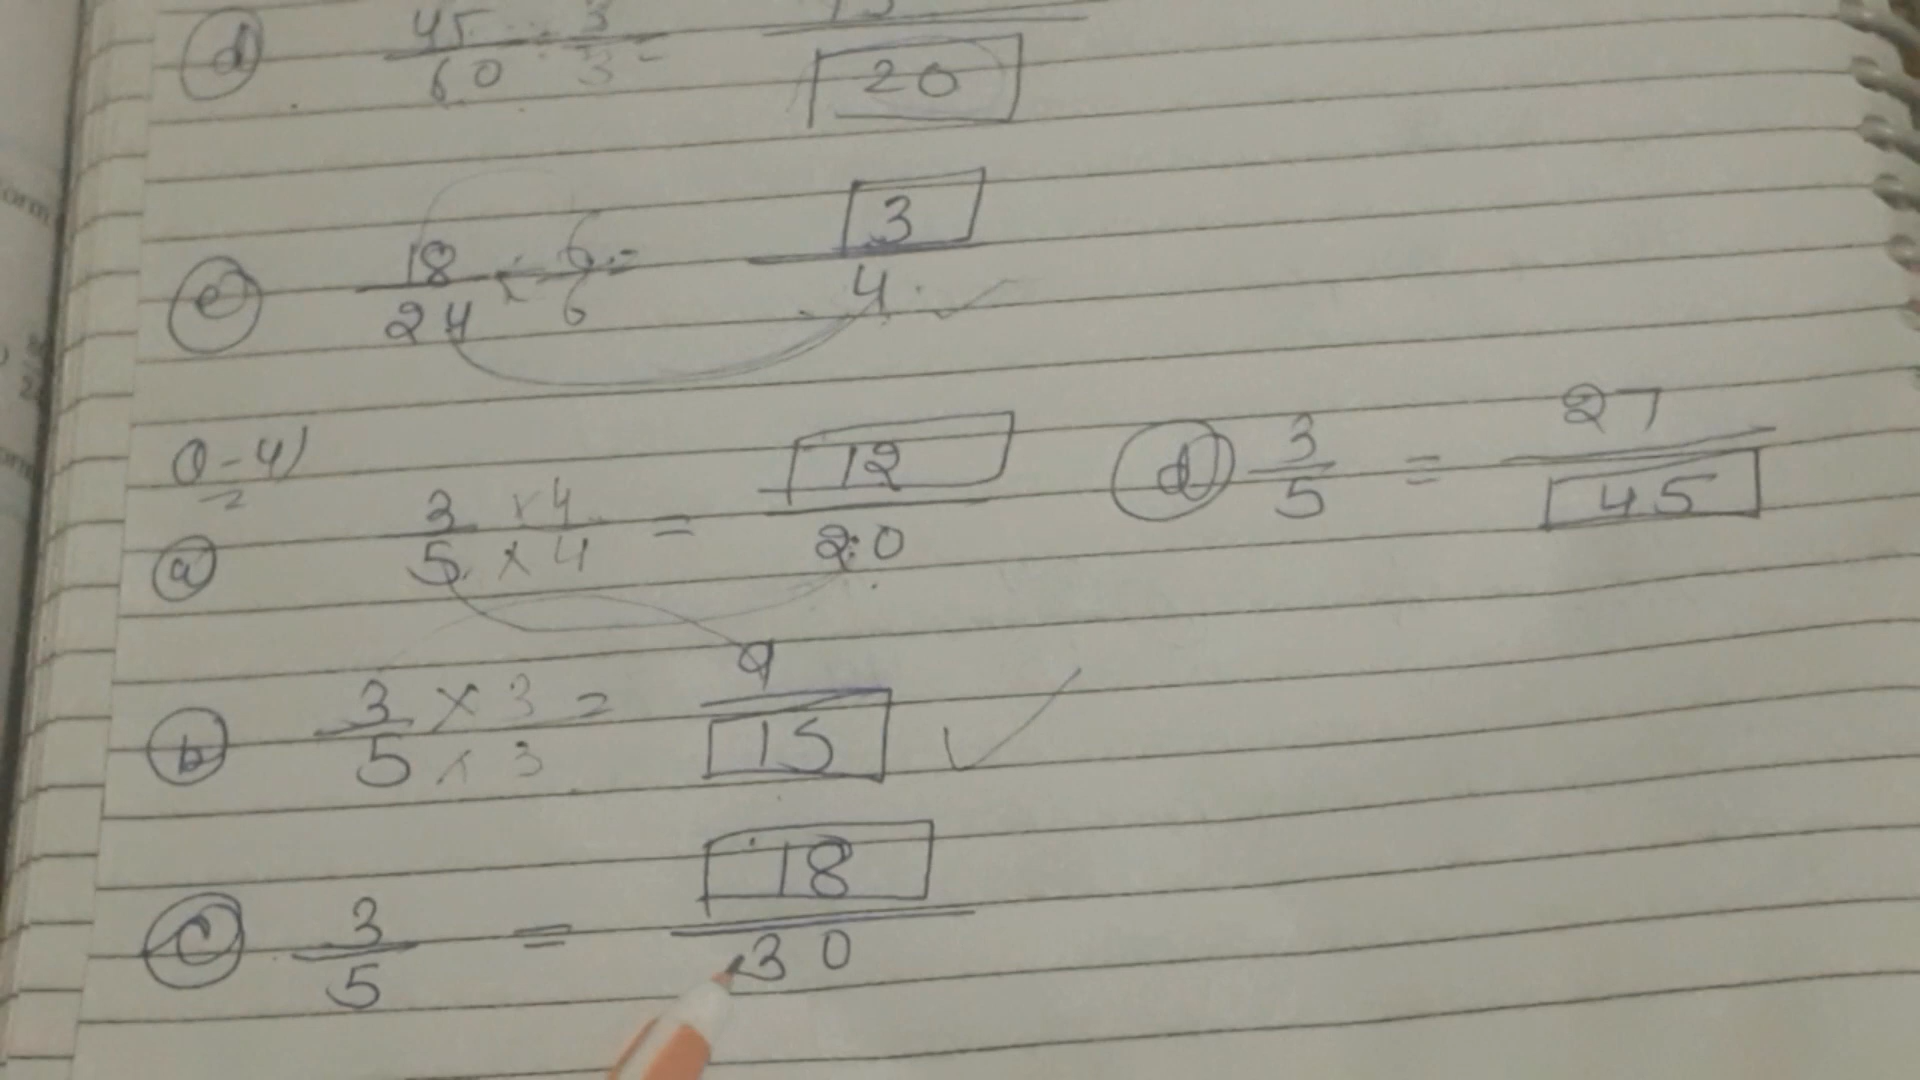 (d) 45/60 ÷ 3/3 = 15/20
(e) 18/24 ÷ 6/6 = 3/4 ✓
Q-4)
(a) 3/5 × 4/4 = 12/20
(b) 3/5 × 3/3 = 9/15 ✓
(c) 3/5 = 18/30
(d) 3/5 = 27/45